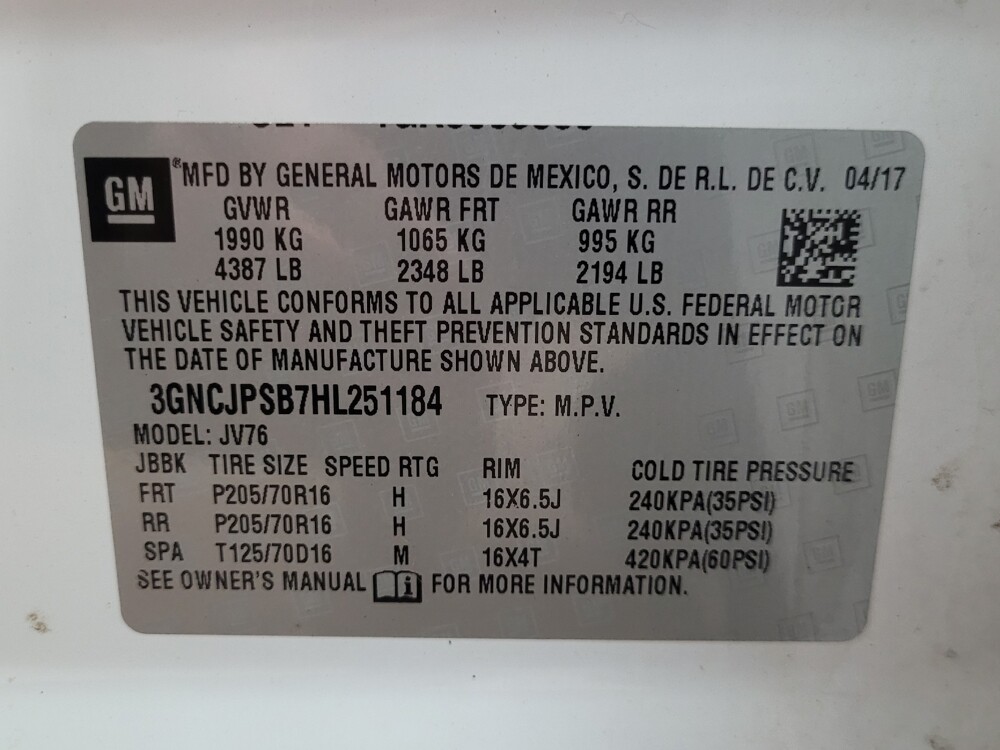 GM
® MFD BY GENERAL MOTORS DE MEXICO, S. DE R.L. DE C.V. 04/17
GVWR GAWR FRT GAWR RR
1990 KG 1065 KG 995 KG
4387 LB 2348 LB 2194 LB
THIS VEHICLE CONFORMS TO ALL APPLICABLE U.S. FEDERAL MOTOR
VEHICLE SAFETY AND THEFT PREVENTION STANDARDS IN EFFECT ON
THE DATE OF MANUFACTURE SHOWN ABOVE.
3GNCJPSB7HL251184 TYPE: M.P.V.
MODEL: JV76
JBBK TIRE SIZE SPEED RTG RIM COLD TIRE PRESSURE
FRT P205/70R16 H 16X6.5J 240KPA(35PSI)
RR P205/70R16 H 16X6.5J 240KPA(35PSI)
SPA T125/70D16 M 16X4T 420KPA(60PSI)
SEE OWNER'S MANUAL i FOR MORE INFORMATION.